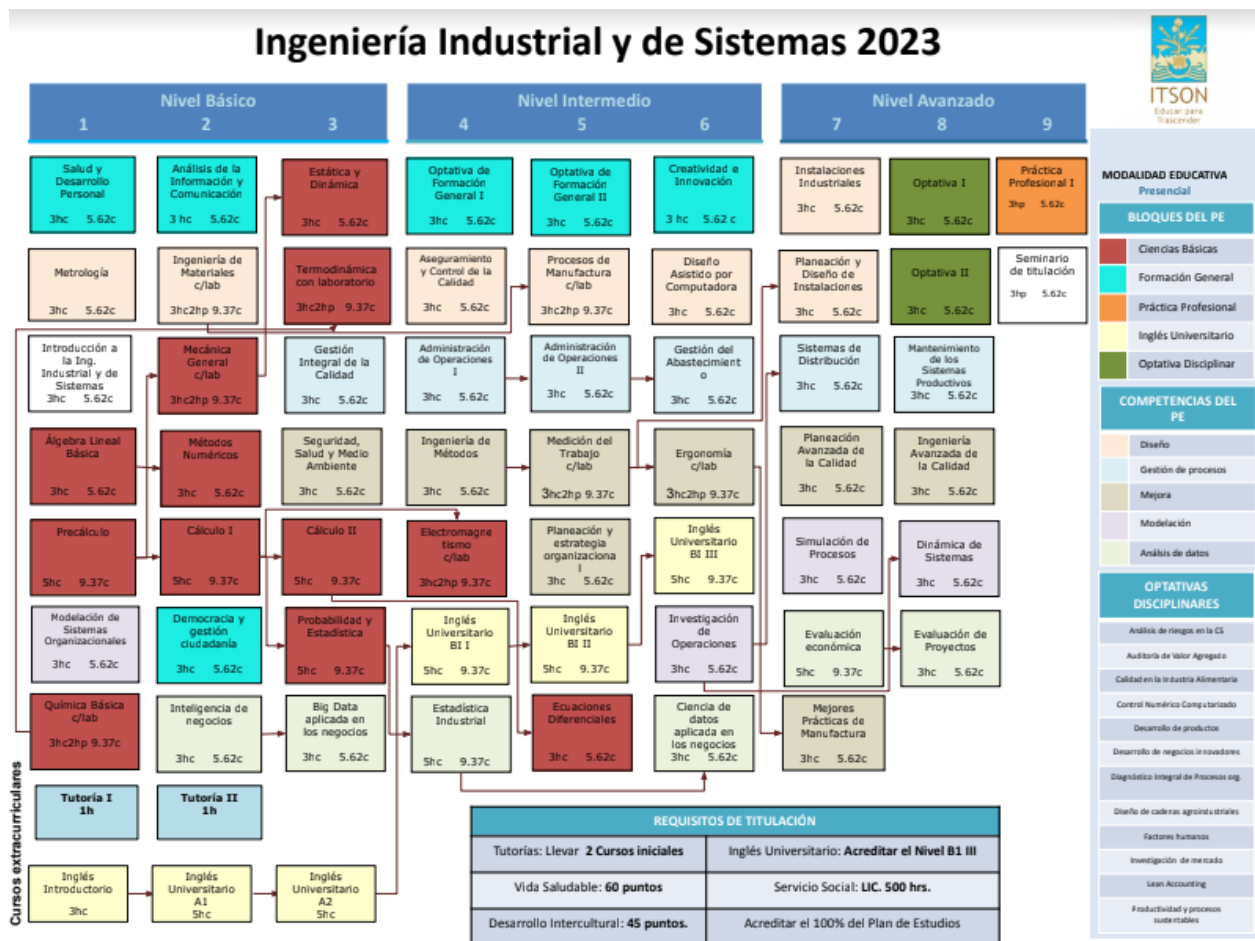 Ingeniería Industrial y de Sistemas 2023
ITSON
Educar para
Trascender
Nivel Básico
1 2 3
Nivel Intermedio
4 5 6
Nivel Avanzado
7 8 9
Salud y
Desarrollo
Personal
3hc 5.62c
Análisis de la
Información y
Comunicación
3 hc 5.62c
Estática y
Dinámica
3hc 5.62c
Optativa de
Formación
General I
3hc 5.62c
Optativa de
Formación
General II
3hc 5.62c
Creatividad e
Innovación
3 hc 5.62 c
Instalaciones
Industriales
3hc 5.62c
Optativa I
3hc 5.62c
Práctica
Profesional I
3hp 5.62c
Metrología
3hc 5.62c
Ingeniería de
Materiales
c/lab
3hc2hp 9.37c
Termodinámica
con laboratorio
3hc2hp 9.37c
Aseguramiento
y Control de la
Calidad
3hc 5.62c
Procesos de
Manufactura
c/lab
3hc2hp 9.37c
Diseño
Asistido por
Computadora
3hc 5.62c
Planeación y
Diseño de
Instalaciones
3hc 5.62c
Optativa II
3hc 5.62c
Seminario
de titulación
3hp 5.62c
Introducción a
la Ing.
Industrial y de
Sistemas
3hc 5.62c
Mecánica
General
c/lab
3hc2hp 9.37c
Gestión
Integral de la
Calidad
3hc 5.62c
Administración
de Operaciones
I
3hc 5.62c
Administración
de Operaciones
II
3hc 5.62c
Gestión del
Abastecimient
o
3hc 5.62c
Sistemas de
Distribución
3hc 5.62c
Mantenimiento
de los
Sistemas
Productivos
3hc 5.62c
Álgebra Lineal
Básica
3hc 5.62c
Métodos
Numéricos
3hc 5.62c
Seguridad,
Salud y Medio
Ambiente
3hc 5.62c
Ingeniería de
Métodos
3hc 5.62c
Medición del
Trabajo
c/lab
3hc2hp 9.37c
Ergonomía
c/lab
3hc2hp 9.37c
Planeación
Avanzada de
la Calidad
3hc 5.62c
Ingeniería
Avanzada de
la Calidad
3hc 5.62c
Precálculo
5hc 9.37c
Cálculo I
5hc 9.37c
Cálculo II
5hc 9.37c
Electromagne
tismo
c/lab
3hc2hp 9.37c
Planeación y
estrategia
organizaciona
l
3hc 5.62c
Inglés
Universitario
BI III
5hc 9.37c
Simulación de
Procesos
3hc 5.62c
Dinámica de
Sistemas
3hc 5.62c
Modelación de
Sistemas
Organizacionales
3hc 5.62c
Democracia y
gestión
ciudadanía
3hc 5.62c
Probabilidad y
Estadística
5hc 9.37c
Inglés
Universitario
BI I
5hc 9.37c
Inglés
Universitario
BI II
5hc 9.37c
Investigación
de
Operaciones
3hc 5.62c
Evaluación
económica
5hc 9.37c
Evaluación de
Proyectos
3hc 5.62c
Química Básica
c/lab
3hc2hp 9.37c
Inteligencia de
negocios
3hc 5.62c
Big Data
aplicada en
los negocios
3hc 5.62c
Estadística
Industrial
5hc 9.37c
Ecuaciones
Diferenciales
3hc 5.62c
Ciencia de
datos
aplicada en
los negocios
3hc 5.62c
Mejores
Prácticas de
Manufactura
3hc 5.62c
Cursos extracurriculares
Tutoría I
1h
Tutoría II
1h
Inglés
Introductorio
3hc
Inglés
Universitario
A1
5hc
Inglés
Universitario
A2
5hc
REQUISITOS DE TITULACIÓN
Tutorías: Llevar 2 Cursos iniciales
Inglés Universitario: Acreditar el Nivel B1 III
Vida Saludable: 60 puntos
Servicio Social: LIC. 500 hrs.
Desarrollo Intercultural: 45 puntos.
Acreditar el 100% del Plan de Estudios
MODALIDAD EDUCATIVA
Presencial
BLOQUES DEL PE
Ciencias Básicas
Formación General
Práctica Profesional
Inglés Universitario
Optativa Disciplinar
COMPETENCIAS DEL
PE
Diseño
Gestión de procesos
Mejora
Modelación
Análsis de datos
OPTATIVAS
DISCIPLINARES
Análisis de riesgos en la CS
Auditoría de Valor Agregado
Calidad en la Industria Alimentaria
Control Numérico Computarizado
Desarrollo de productos
Desarrollo de negocios innovadores
Diagnóstico Integral de Procesos org.
Diseño de cadenas agroindustriales
Factores humanos
Investigación de mercado
Lean Accounting
Productividad y procesos
sustentables